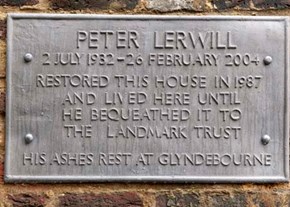 PETER LERWILL
2 JULY 1932-26 FEBRUARY 2004
RESTORED THIS HOUSE IN 1987
AND LIVED HERE UNTIL
HE BEQUEATHED IT TO
THE LANDMARK TRUST
HIS ASHES REST AT GLYNDEBOURNE